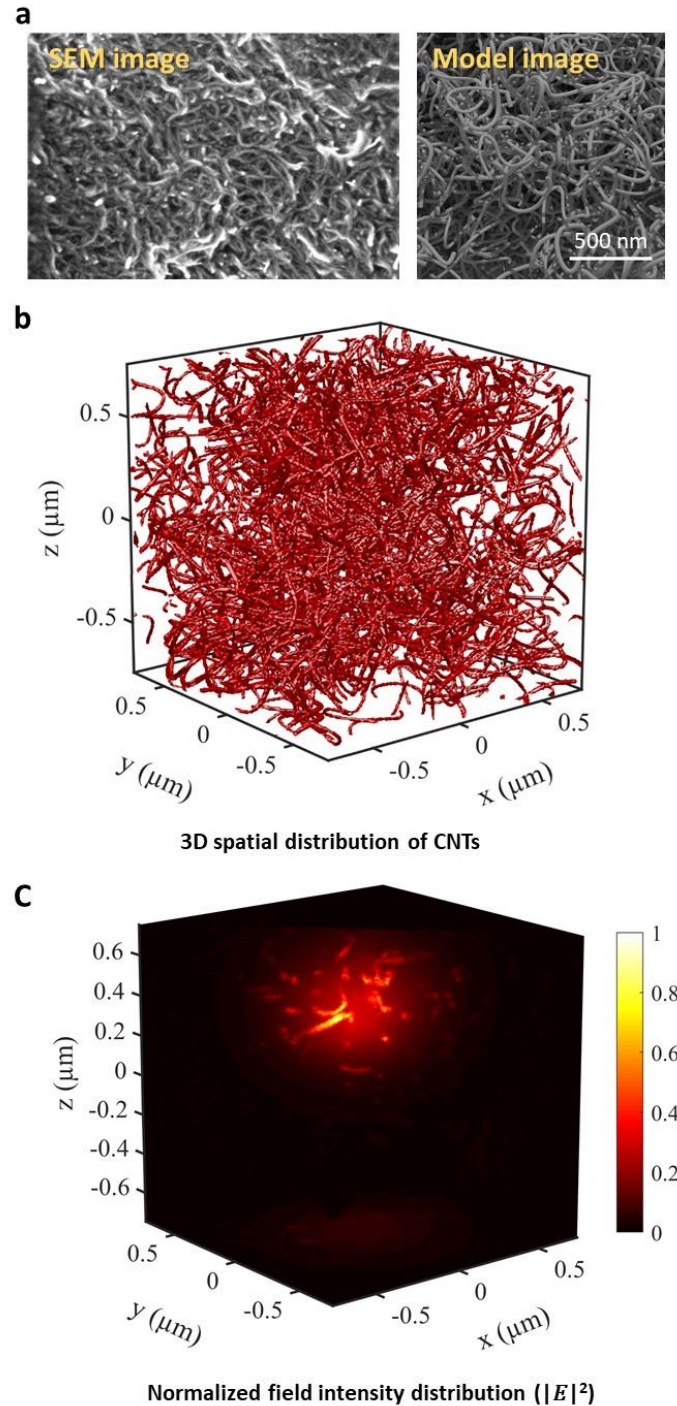 a
SEM image
Model image
500 nm
b
0.5
0
-0.5
z (μm)
0.5
0
-0.5
y (μm)
-0.5
0
0.5
x (μm)
3D spatial distribution of CNTs
C
0.6
0.4
0.2
0
-0.2
-0.4
-0.6
z (μm)
0.5
0
-0.5
y (μm)
-0.5
0
0.5
x (μm)
1
0.8
0.6
0.4
0.2
0
Normalized field intensity distribution (|E|²)